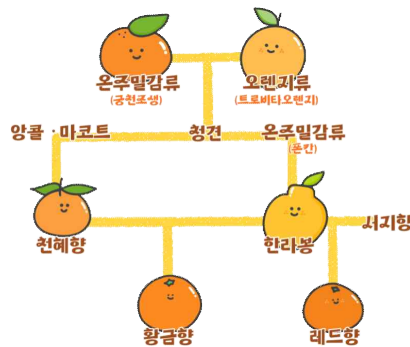 온주밀감류
(궁천조생)
오렌지류
(트로비타오렌지)
앙콜·마코트
청견
온주밀감류
(폰칸)
천혜향
한라봉
서지향
황금향
레드향